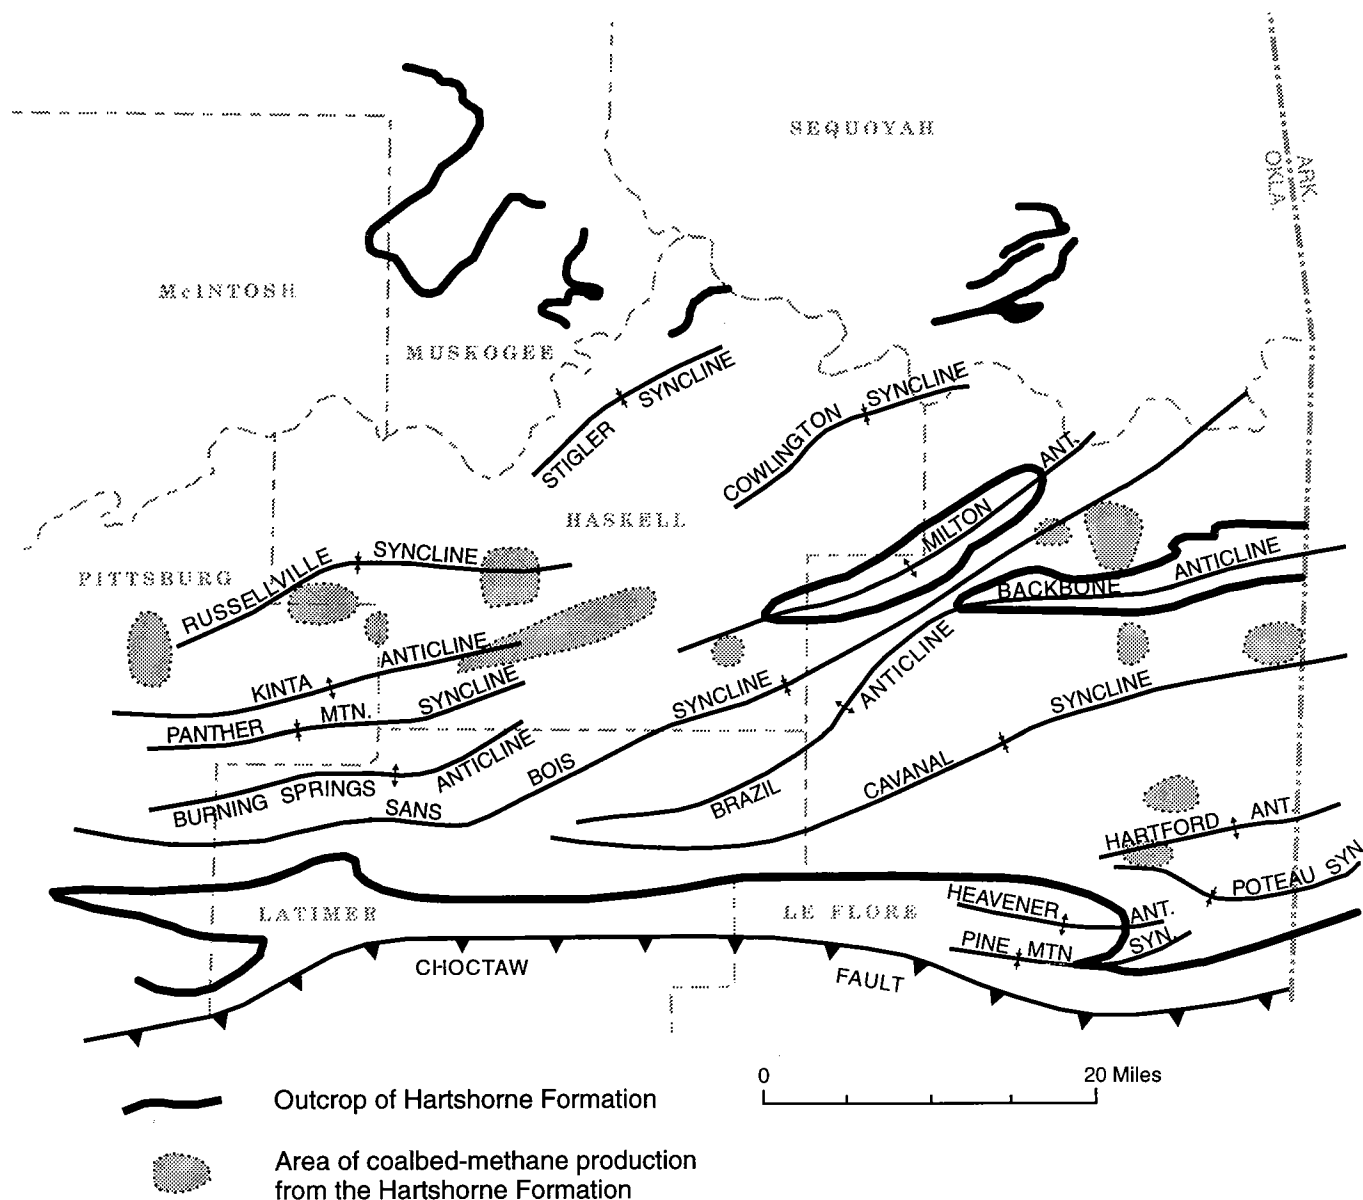 SEQUOYAH
ARK.
OKLA.
McINTOSH
MUSKOGEE
STIGLER SYNCLINE
COWLINGTON SYNCLINE
MILTON ANT.
HASKELL
PITTSBURG
RUSSELLVILLE SYNCLINE
BACKBONE ANTICLINE
KINTA ANTICLINE
PANTHER MTN. SYNCLINE
BURNING SPRINGS ANTICLINE
SANS BOIS SYNCLINE
BRAZIL ANTICLINE
CAVANAL SYNCLINE
HARTFORD ANT.
POTEAU SYN
HEAVENER ANT.
PINE MTN SYN.
LATIMER
LE FLORE
CHOCTAW FAULT
0 20 Miles
Outcrop of Hartshorne Formation
Area of coalbed-methane production
from the Hartshorne Formation